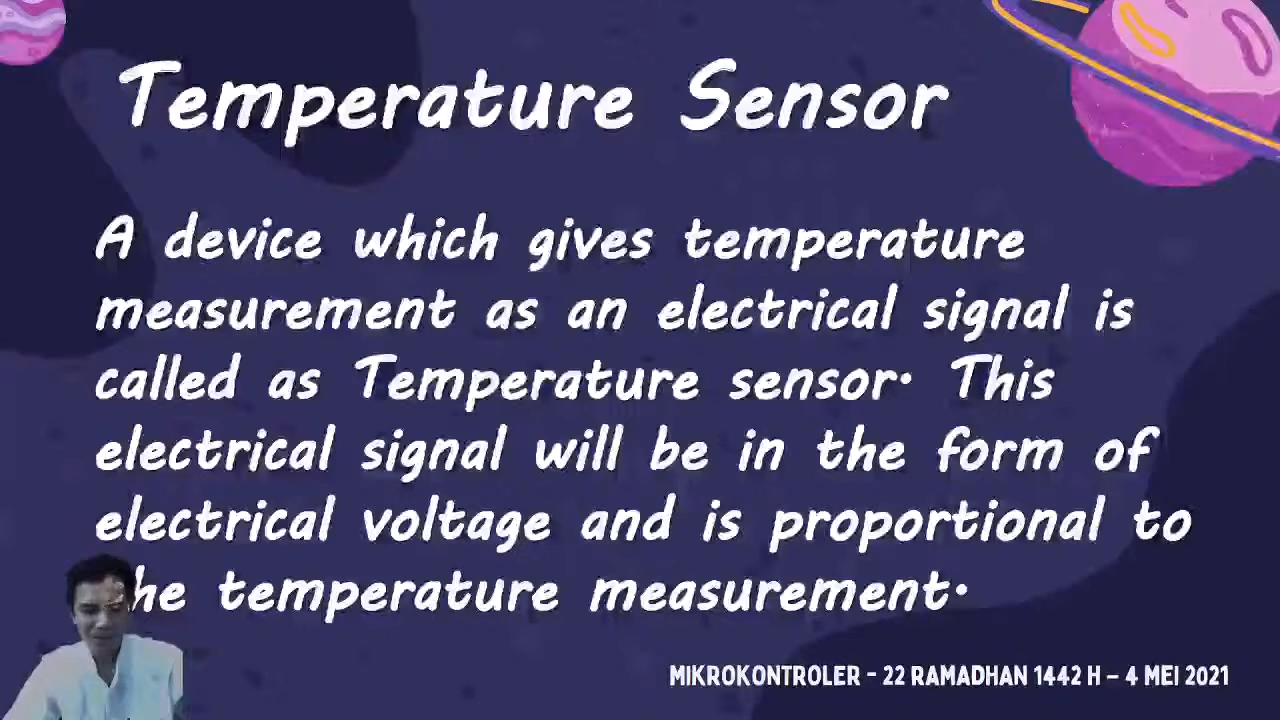 Temperature Sensor
A device which gives temperature
measurement as an electrical signal is
called as Temperature sensor. This
electrical signal will be in the form of
electrical voltage and is proportional to
the temperature measurement.
MIKROKONTROLER - 22 RAMADHAN 1442 H – 4 MEI 2021